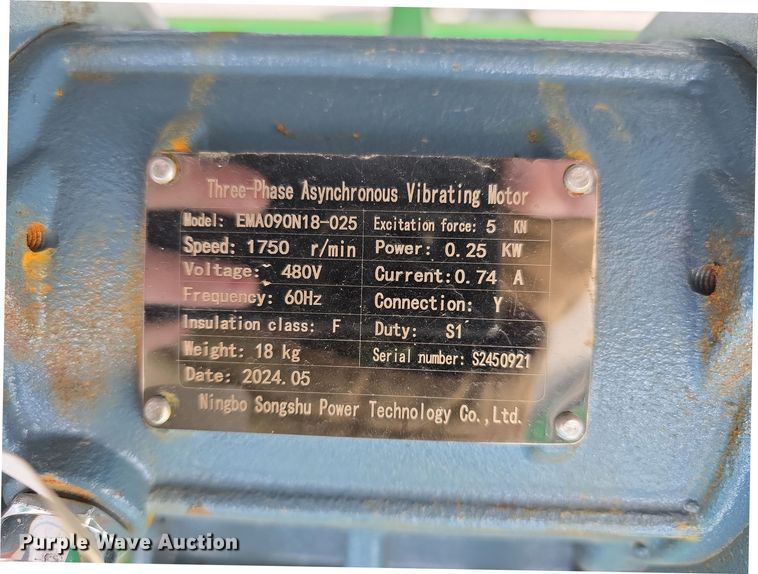 Three-Phase Asynchronous Vibrating Motor
Model: EMA090N18-025 Excitation force: 5 KN
Speed: 1750 r/min Power: 0.25 KW
Voltage: 480V Current: 0.74 A
Frequency: 60Hz Connection: Y
Insulation class: F Duty: S1
Weight: 18 kg Serial number: S2450921
Date: 2024.05
Ningbo Songshu Power Technology Co.,Ltd.
Purple Wave Auction